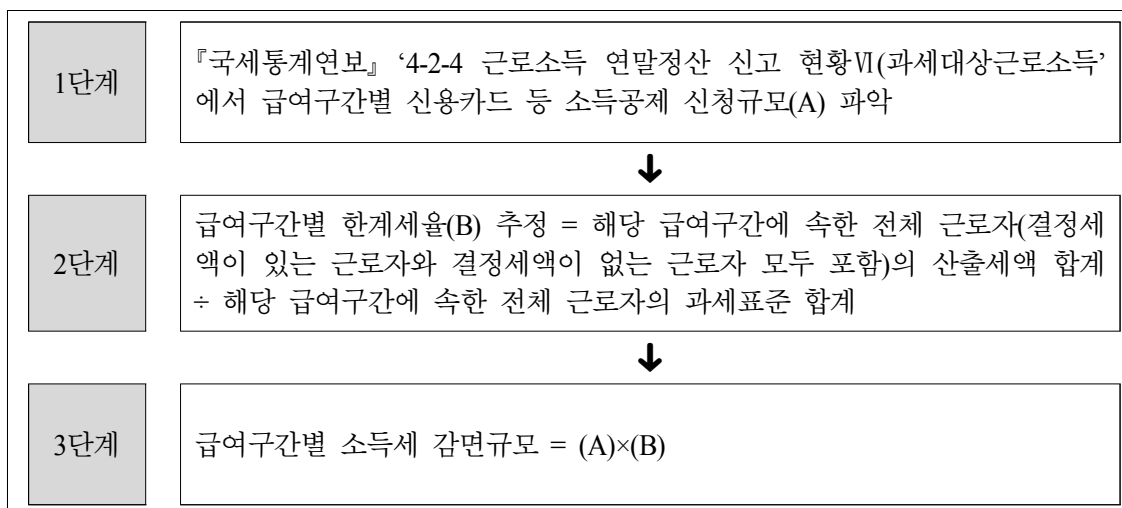 1단계
『국세통계연보』 ‘4-2-4 근로소득 연말정산 신고 현황Ⅵ(과세대상근로소득’
에서 급여구간별 신용카드 등 소득공제 신청규모(A) 파악
↓
2단계
급여구간별 한계세율(B) 추정 = 해당 급여구간에 속한 전체 근로자(결정세
액이 있는 근로자와 결정세액이 없는 근로자 모두 포함)의 산출세액 합계
÷ 해당 급여구간에 속한 전체 근로자의 과세표준 합계
↓
3단계
급여구간별 소득세 감면규모 = (A)×(B)